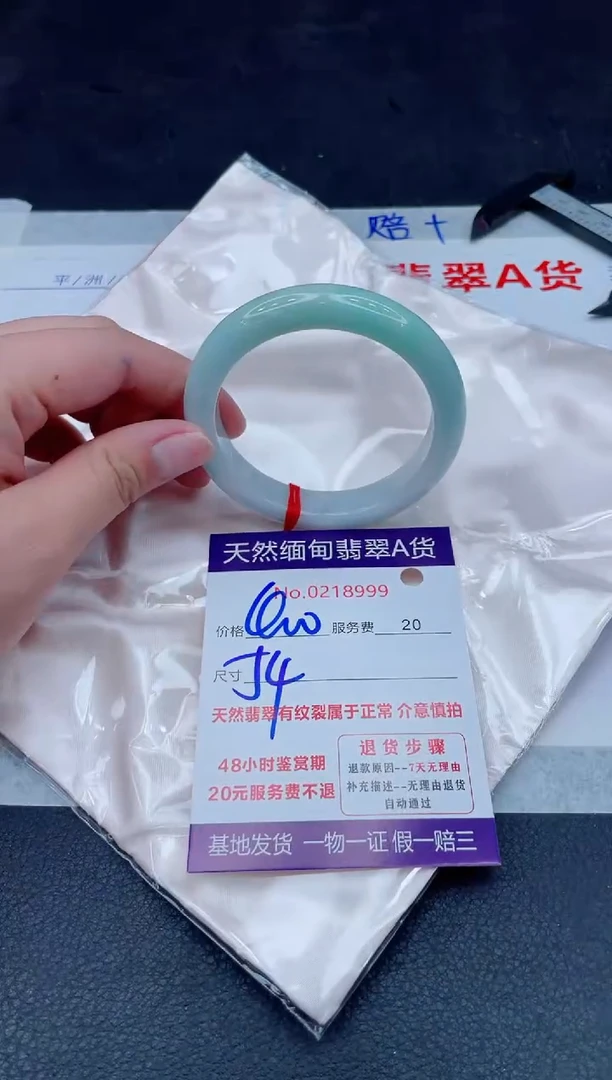 赔十
平/洲/
翡翠A货
天然缅甸翡翠A货
No.0218999
价格 服务费 20
尺寸 54
天然翡翠有纹裂属于正常 介意慎拍
48小时鉴赏期
20元服务费不退
退货步骤
退款原因--7天无理由
补充描述--无理由退货
自动通过
基地发货 一物一证 假一赔三